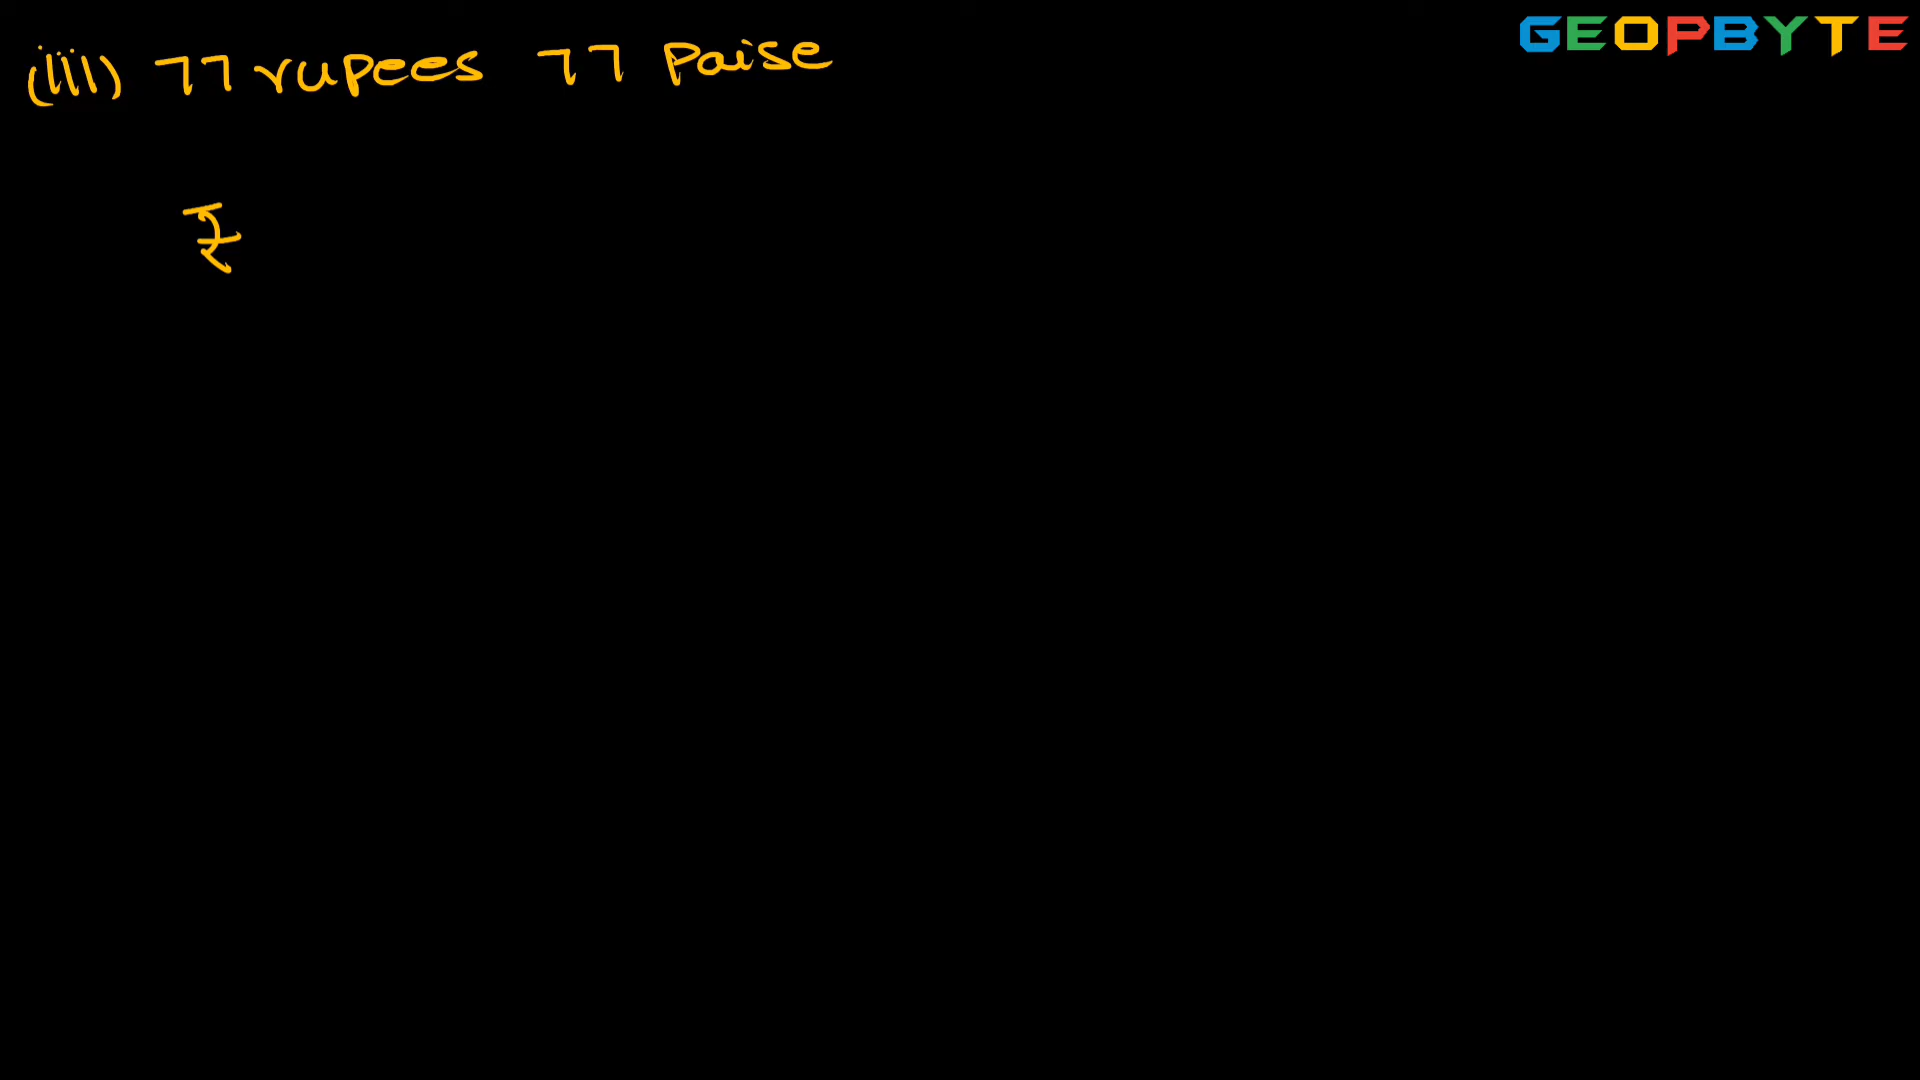 (iii) 77 rupees 77 paise
GEOPBYTE
₹